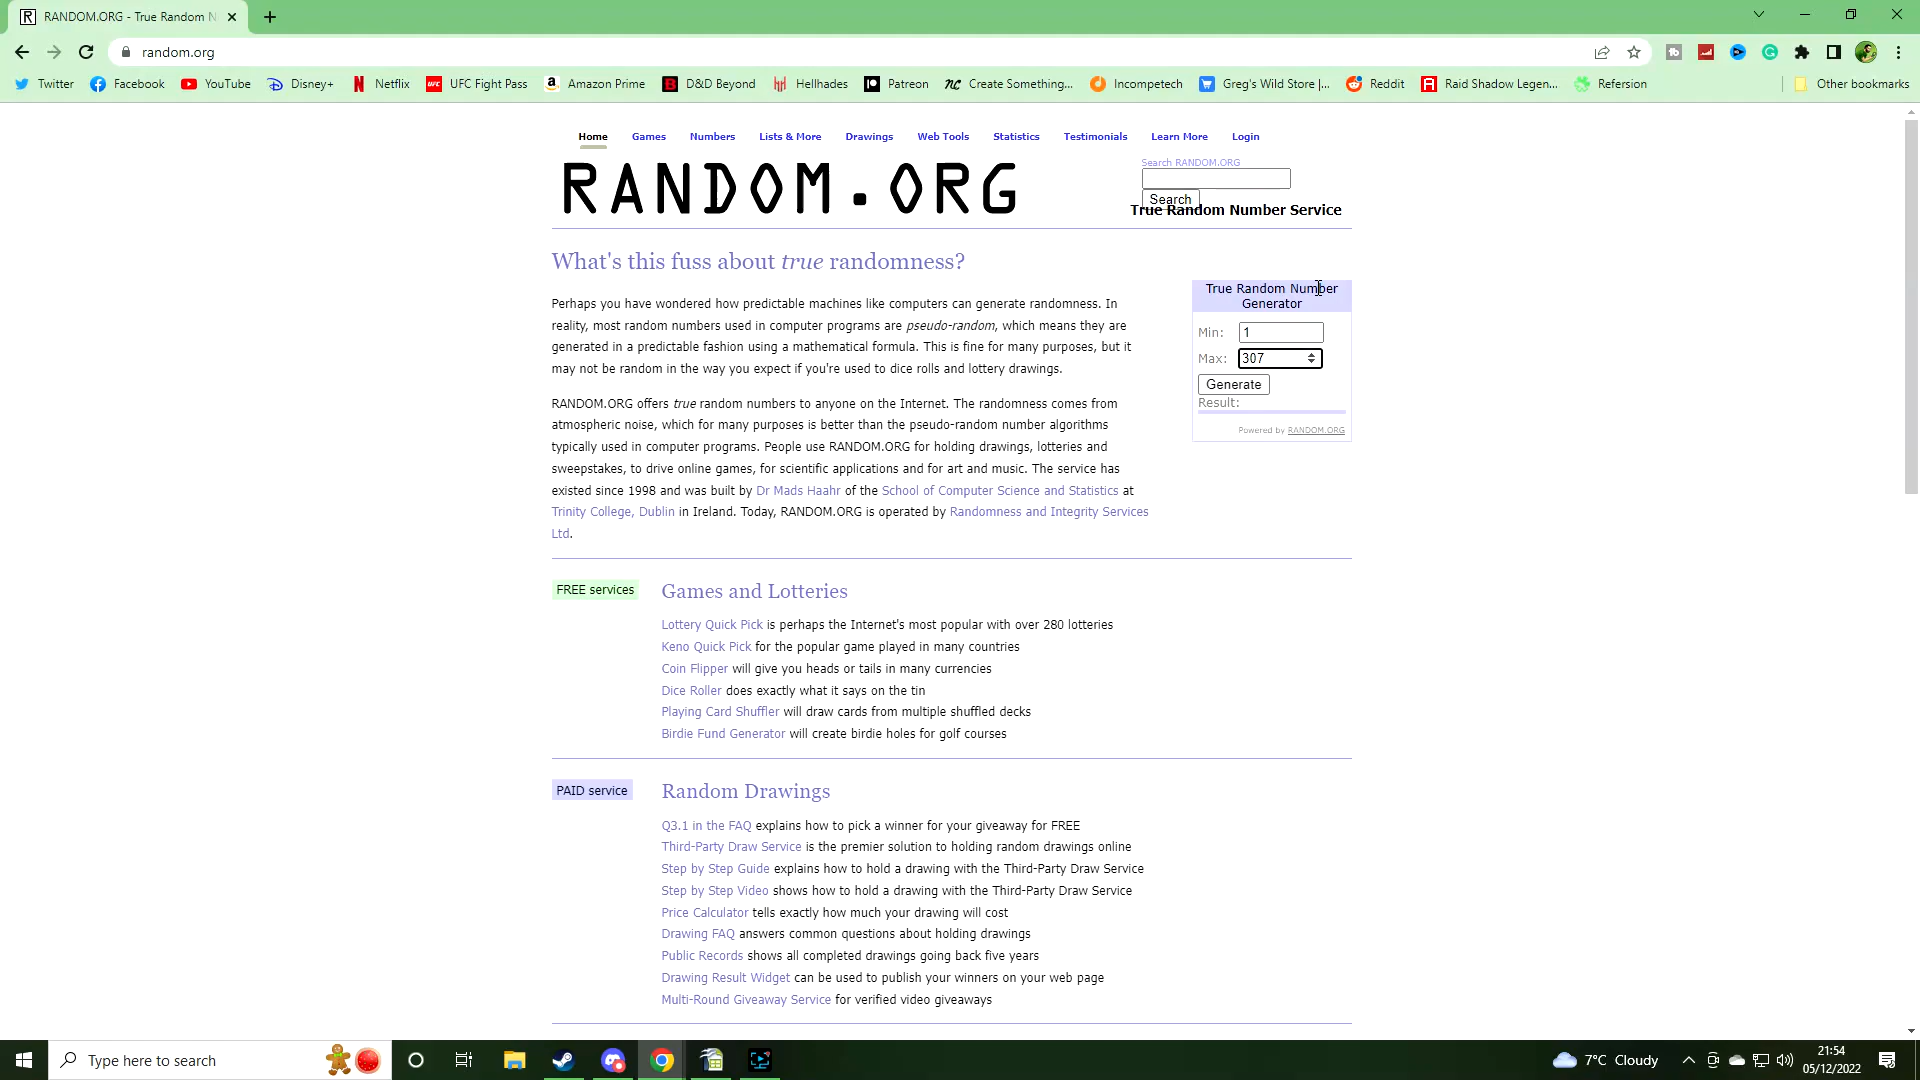 RANDOM.ORG - True Random N
random.org
Twitter Facebook YouTube Disney+ Netflix UFC Fight Pass Amazon Prime D&D Beyond Hellhades Patreon Create Something... Incompetech Greg's Wild Store |... Reddit Raid Shadow Legen... Refersion Other bookmarks
Home Games Numbers Lists & More Drawings Web Tools Statistics Testimonials Learn More Login
RANDOM.ORG
Search RANDOM.ORG
Search
True Random Number Service
What's this fuss about true randomness?
Perhaps you have wondered how predictable machines like computers can generate randomness. In
reality, most random numbers used in computer programs are pseudo-random, which means they are
generated in a predictable fashion using a mathematical formula. This is fine for many purposes, but it
may not be random in the way you expect if you're used to dice rolls and lottery drawings.
RANDOM.ORG offers true random numbers to anyone on the Internet. The randomness comes from
atmospheric noise, which for many purposes is better than the pseudo-random number algorithms
typically used in computer programs. People use RANDOM.ORG for holding drawings, lotteries and
sweepstakes, to drive online games, for scientific applications and for art and music. The service has
existed since 1998 and was built by Dr Mads Haahr of the School of Computer Science and Statistics at
Trinity College, Dublin in Ireland. Today, RANDOM.ORG is operated by Randomness and Integrity Services
Ltd.
True Random Number
Generator
Min: 1
Max: 307
Generate
Result:
Powered by RANDOM.ORG
FREE services
Games and Lotteries
Lottery Quick Pick is perhaps the Internet's most popular with over 280 lotteries
Keno Quick Pick for the popular game played in many countries
Coin Flipper will give you heads or tails in many currencies
Dice Roller does exactly what it says on the tin
Playing Card Shuffler will draw cards from multiple shuffled decks
Birdie Fund Generator will create birdie holes for golf courses
PAID service
Random Drawings
Q3.1 in the FAQ explains how to pick a winner for your giveaway for FREE
Third-Party Draw Service is the premier solution to holding random drawings online
Step by Step Guide explains how to hold a drawing with the Third-Party Draw Service
Step by Step Video shows how to hold a drawing with the Third-Party Draw Service
Price Calculator tells exactly how much your drawing will cost
Drawing FAQ answers common questions about holding drawings
Public Records shows all completed drawings going back five years
Drawing Result Widget can be used to publish your winners on your web page
Multi-Round Giveaway Service for verified video giveaways
Type here to search
7°C Cloudy
21:54
05/12/2022